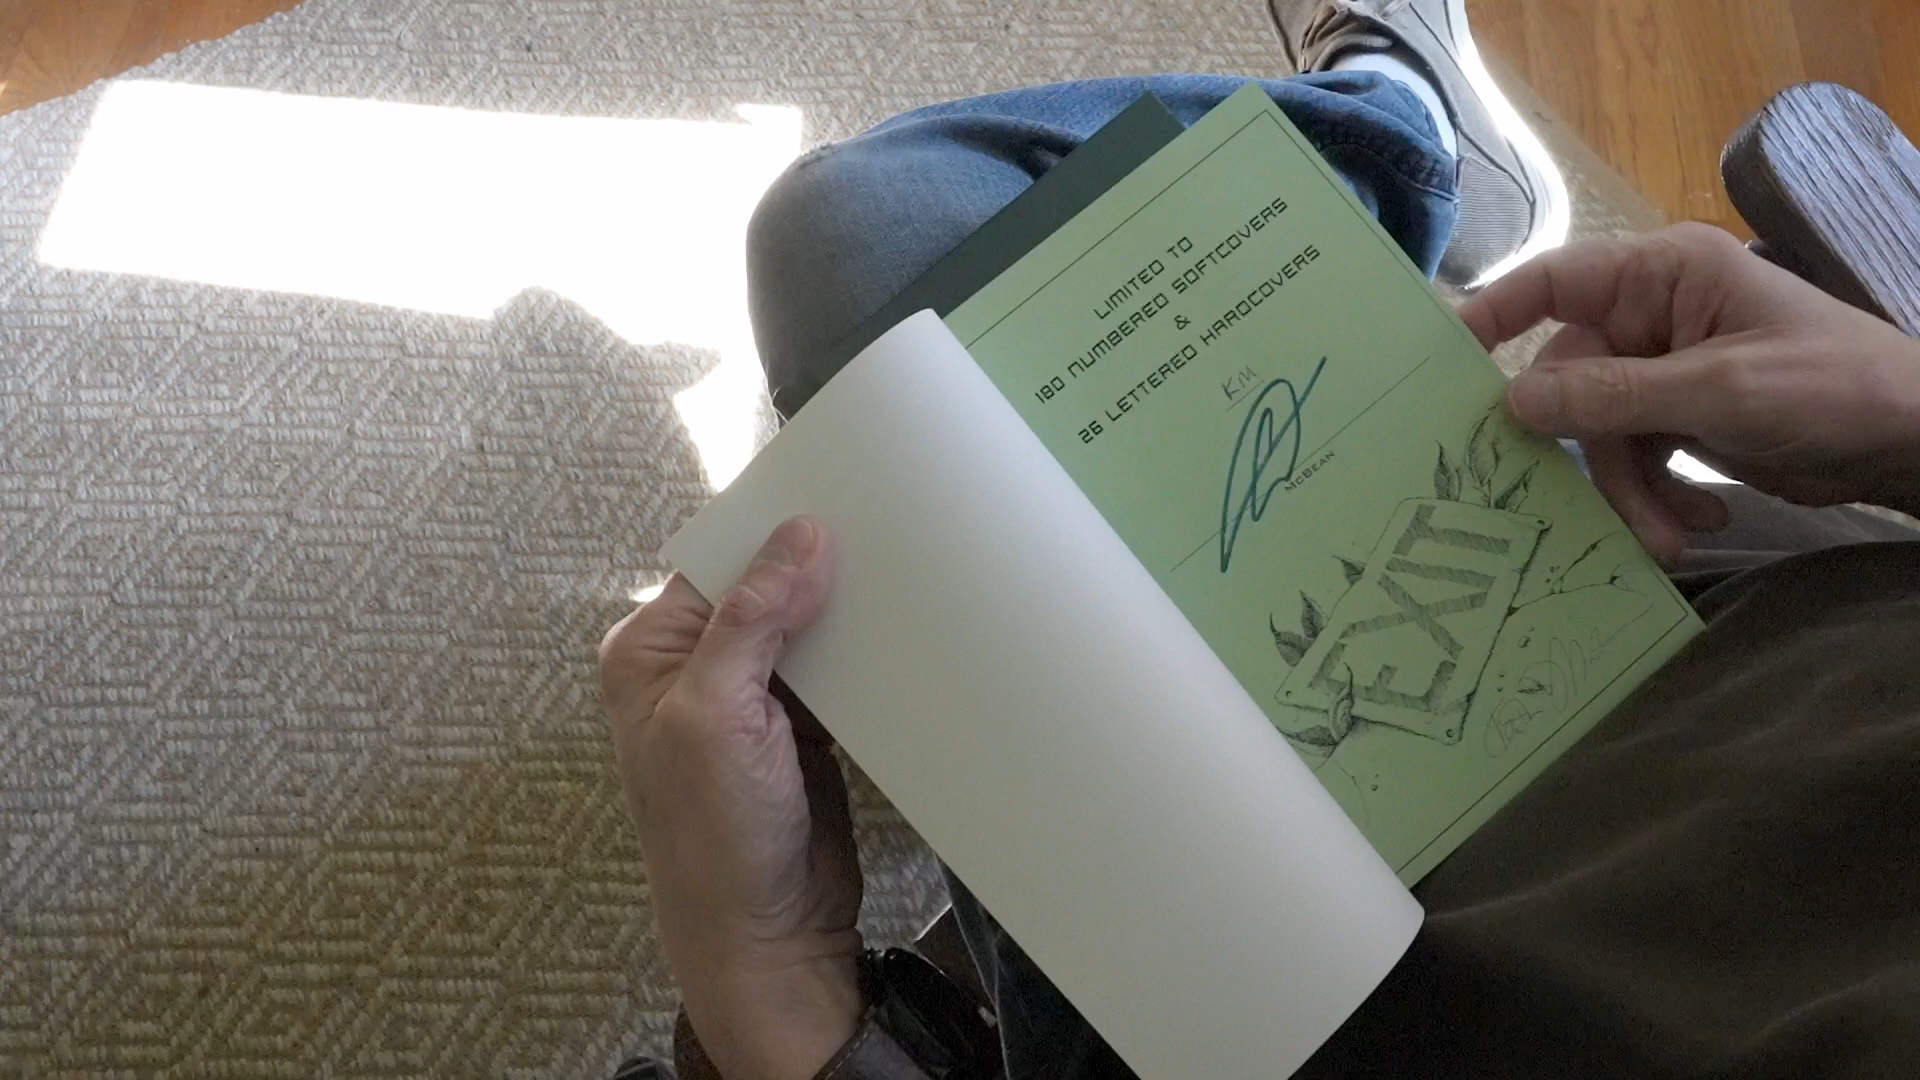 LIMITED TO
180 NUMBERED SOFTCOVERS
&
26 LETTERED HARDCOVERS
KM
McBean
EXIT